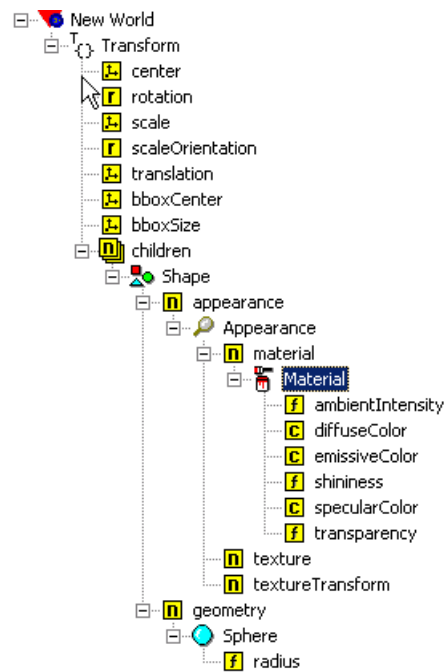 New World
T
{} Transform
center
r rotation
scale
r scaleOrientation
translation
bboxCenter
bboxSize
n children
Shape
n appearance
Appearance
n material
Material
f ambientIntensity
C diffuseColor
C emissiveColor
f shininess
C specularColor
f transparency
n texture
n textureTransform
n geometry
Sphere
f radius